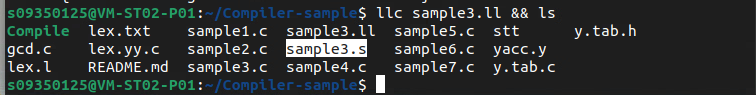 s09350125@VM-ST02-P01:~/Compiler-sample$ llc sample3.ll && ls
Compile lex.txt sample1.c sample3.ll sample5.c stt y.tab.h
gcd.c lex.yy.c sample2.c sample3.s sample6.c yacc.y
lex.l README.md sample3.c sample4.c sample7.c y.tab.c
s09350125@VM-ST02-P01:~/Compiler-sample$